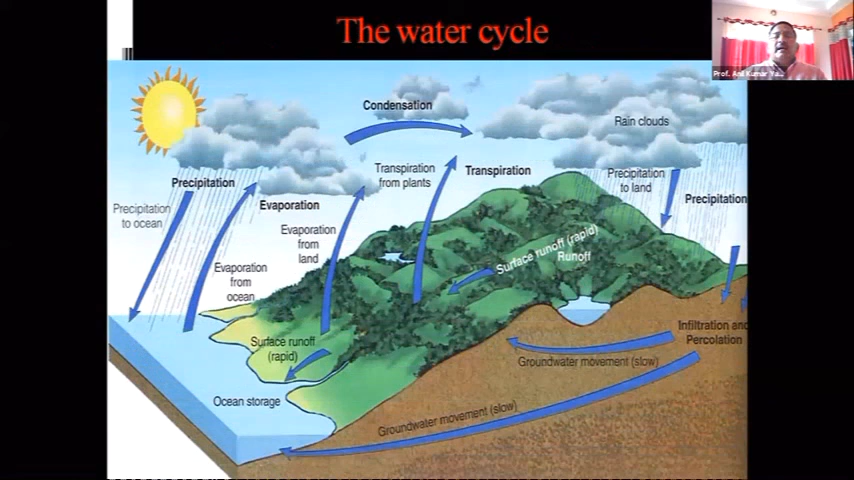 The water cycle
Prof. Anil Kumar Ya...
Condensation
Rain clouds
Precipitation
Precipitation
to ocean
Evaporation
Evaporation
from
land
Evaporation
from
ocean
Transpiration
from plants
Transpiration
Precipitation
to land
Precipitation
Surface runoff (rapid)
Runoff
Surface runoff
(rapid)
Ocean storage
Infiltration and
Percolation
Groundwater movement (slow)
Groundwater movement (slow)